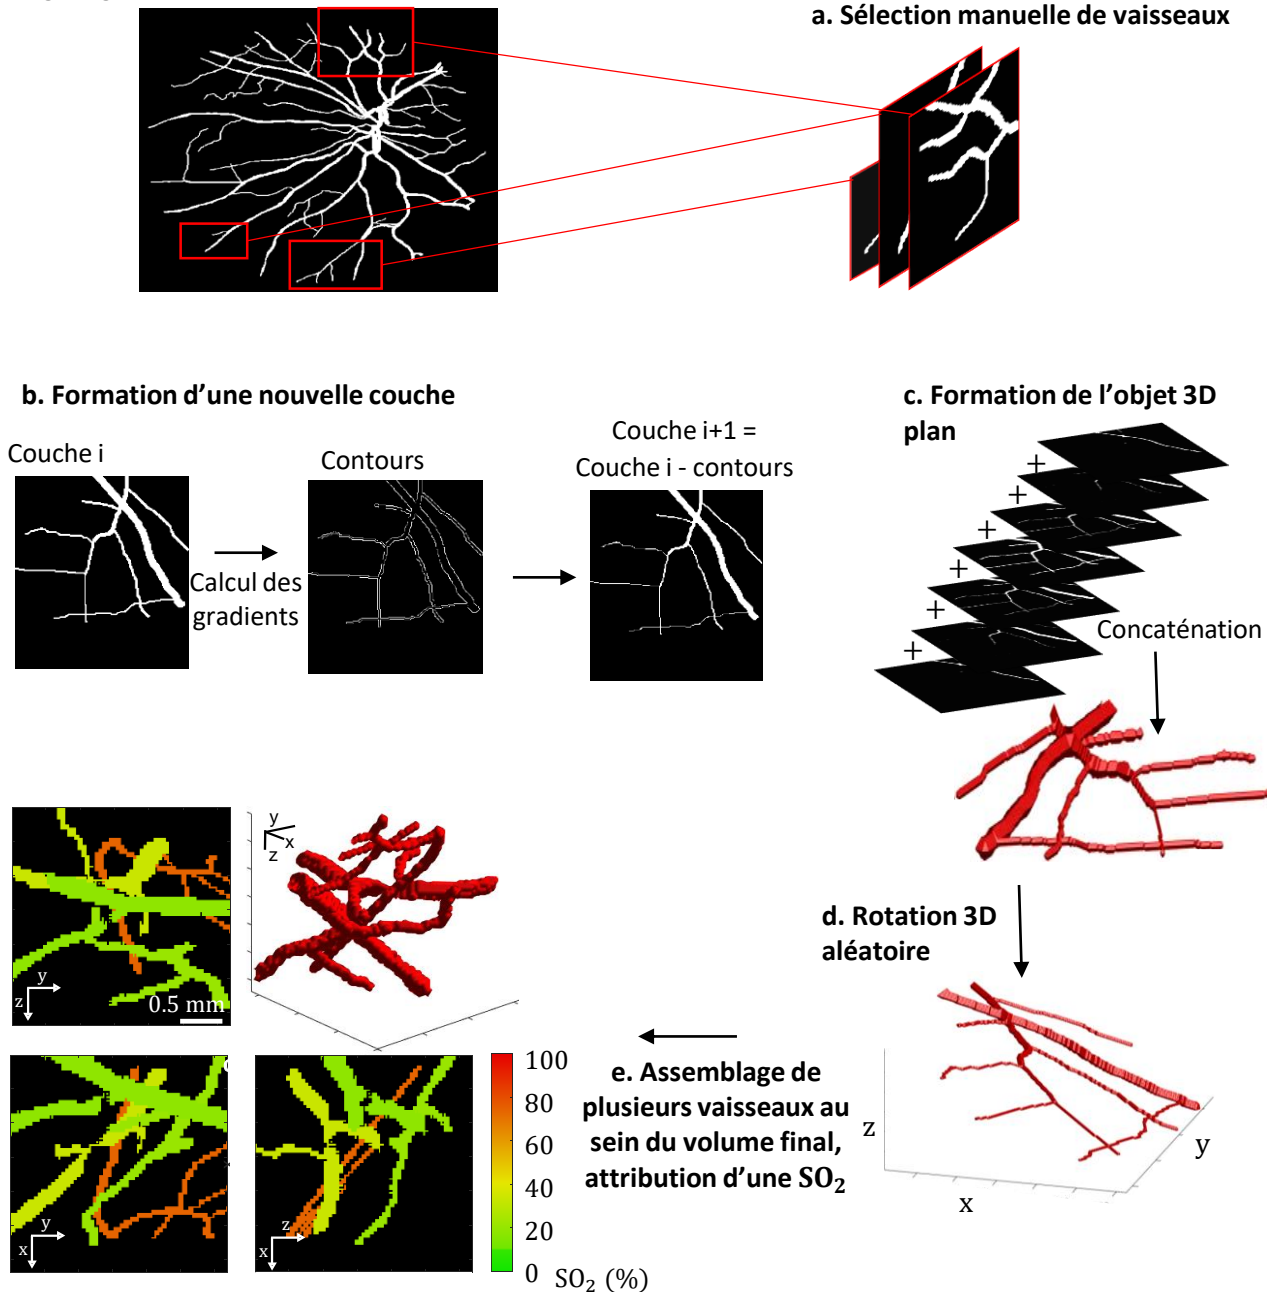 a. Sélection manuelle de vaisseaux
b. Formation d'une nouvelle couche
c. Formation de l'objet 3D
plan
Couche i
Contours
Couche i+1 =
Couche i - contours
Calcul des
gradients
+
+
+
+
+
+
Concaténation
d. Rotation 3D
aléatoire
z
x
y
e. Assemblage de
plusieurs vaisseaux au
sein du volume final,
attribution d'une SO₂
y
x
z
y
z
0.5 mm
y
x
z
x
100
80
60
40
20
0
SO₂ (%)